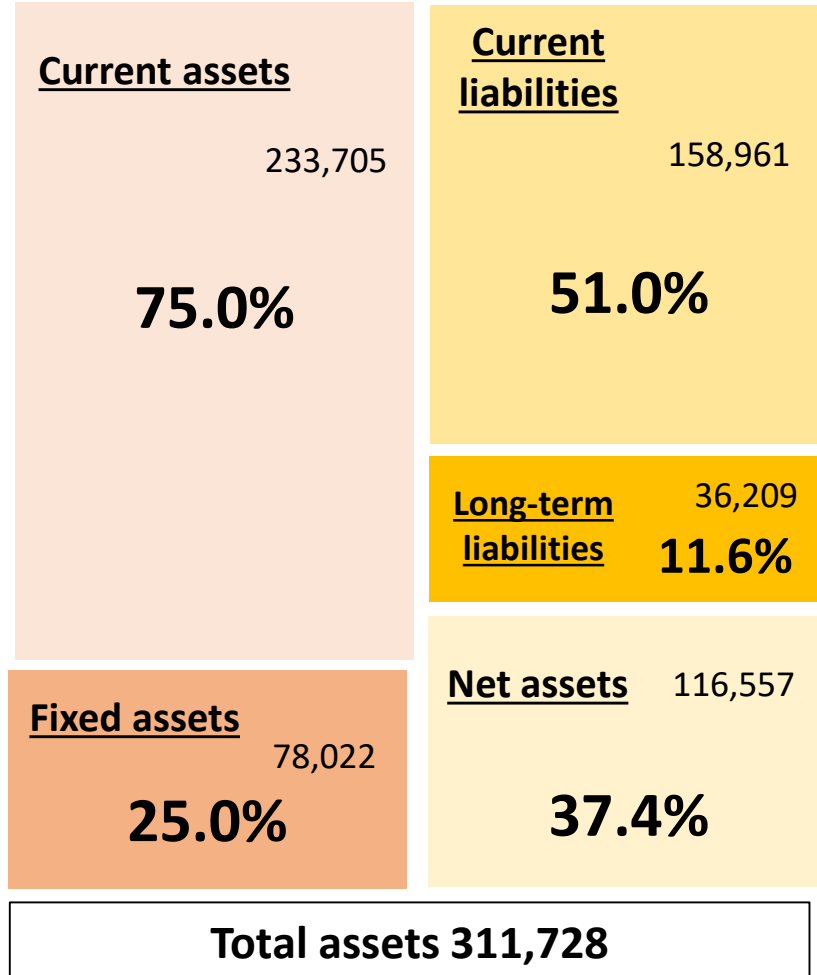 Current assets
233,705
75.0%
Fixed assets
78,022
25.0%
Current
liabilities
158,961
51.0%
Long-term
liabilities
36,209
11.6%
Net assets
116,557
37.4%
Total assets 311,728